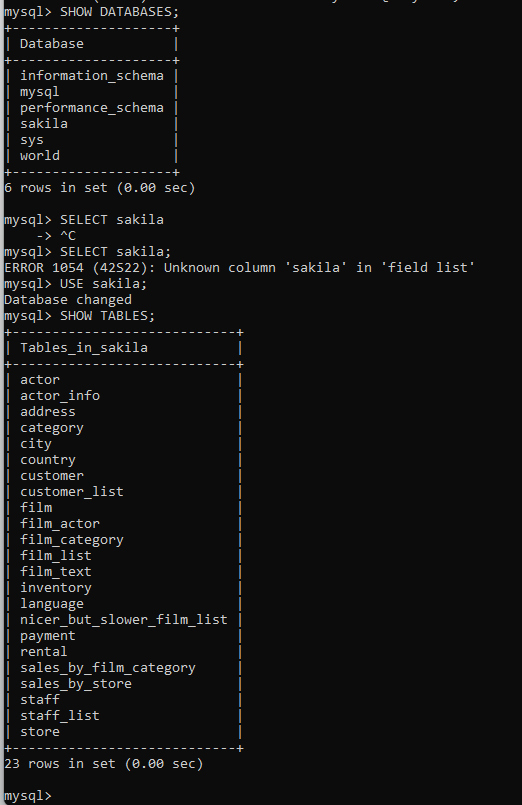 mysql> SHOW DATABASES;
+--------------------+
| Database           |
+--------------------+
| information_schema |
| mysql              |
| performance_schema |
| sakila             |
| sys                |
| world              |
+--------------------+
6 rows in set (0.00 sec)
mysql> SELECT sakila
    -> ^C
mysql> SELECT sakila;
ERROR 1054 (42S22): Unknown column 'sakila' in 'field list'
mysql> USE sakila;
Database changed
mysql> SHOW TABLES;
+----------------------------+
| Tables_in_sakila           |
+----------------------------+
| actor                      |
| actor_info                 |
| address                    |
| category                   |
| city                       |
| country                    |
| customer                   |
| customer_list              |
| film                       |
| film_actor                 |
| film_category              |
| film_list                  |
| film_text                  |
| inventory                  |
| language                   |
| nicer_but_slower_film_list |
| payment                    |
| rental                     |
| sales_by_film_category     |
| sales_by_store             |
| staff                      |
| staff_list                 |
| store                      |
+----------------------------+
23 rows in set (0.00 sec)
mysql>